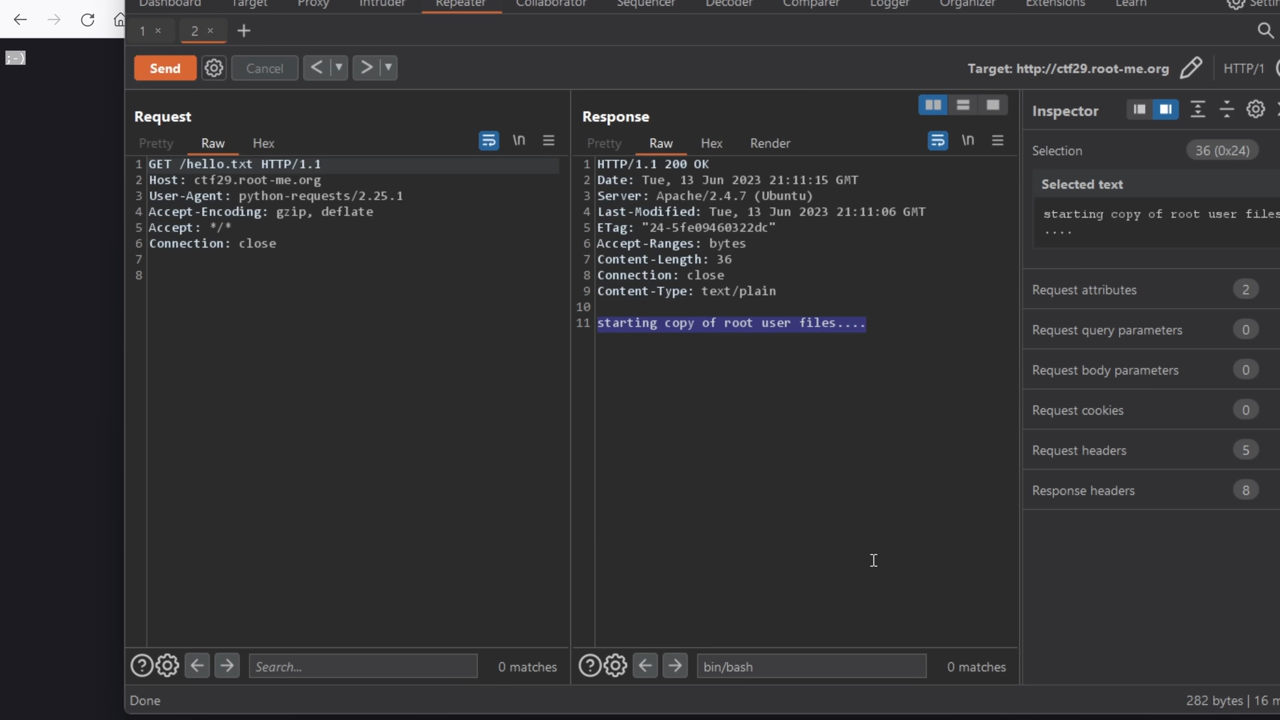 Dashboard Target Proxy Intruder Repeater Collaborator Sequencer Decoder Comparer Logger Organizer Extensions Learn
1 × 2 × +
;-)
Send Cancel < > Target: http://ctf29.root-me.org HTTP/1
Request
Pretty Raw Hex \n
1 GET /hello.txt HTTP/1.1
2 Host: ctf29.root-me.org
3 User-Agent: python-requests/2.25.1
4 Accept-Encoding: gzip, deflate
5 Accept: */*
6 Connection: close
7
8
Search... 0 matches
Response
Pretty Raw Hex Render \n
1 HTTP/1.1 200 OK
2 Date: Tue, 13 Jun 2023 21:11:15 GMT
3 Server: Apache/2.4.7 (Ubuntu)
4 Last-Modified: Tue, 13 Jun 2023 21:11:06 GMT
5 ETag: "24-5fe09460322dc"
6 Accept-Ranges: bytes
7 Content-Length: 36
8 Connection: close
9 Content-Type: text/plain
10
11 starting copy of root user files....
bin/bash 0 matches
Inspector
Selection 36 (0x24)
Selected text
starting copy of root user files
....
Request attributes 2
Request query parameters 0
Request body parameters 0
Request cookies 0
Request headers 5
Response headers 8
Done 282 bytes | 16